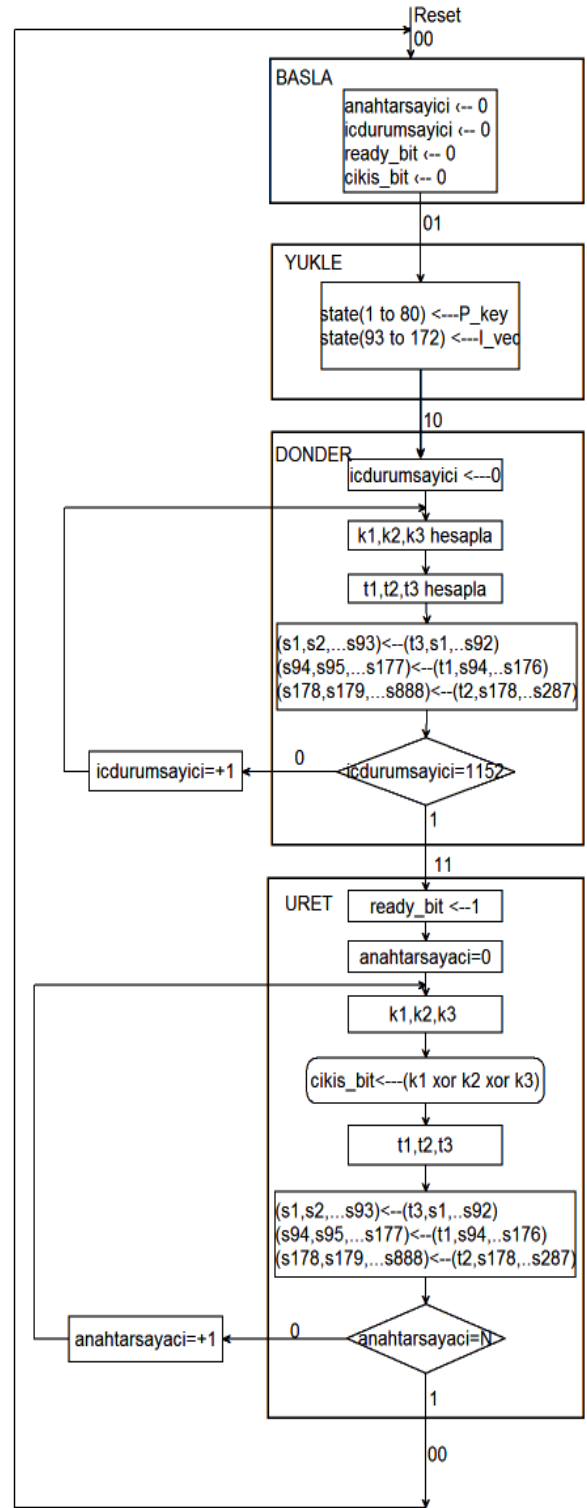 Reset
00
BASLA
anahtarsayici ‹-- 0
icdurumsayici ‹-- 0
ready_bit ‹-- 0
cikis_bit ‹-- 0
01
YUKLE
state(1 to 80) <---P_key
state(93 to 172) <---I_vec
10
DONDER
icdurumsayici <---0
k1,k2,k3 hesapla
t1,t2,t3 hesapla
(s1,s2,...s93)<--(t3,s1,..s92)
(s94,s95,...s177)<--(t1,s94,..s176)
(s178,s179,...s888)<--(t2,s178,..s287)
icdurumsayici=+1
0
icdurumsayici=1152
1
11
URET
ready_bit <--1
anahtarsayaci=0
k1,k2,k3
cikis_bit<---(k1 xor k2 xor k3)
t1,t2,t3
(s1,s2,...s93)<--(t3,s1,..s92)
(s94,s95,...s177)<--(t1,s94,..s176)
(s178,s179,...s888)<--(t2,s178,..s287)
anahtarsayaci=+1
0
anahtarsayaci=N
1
00